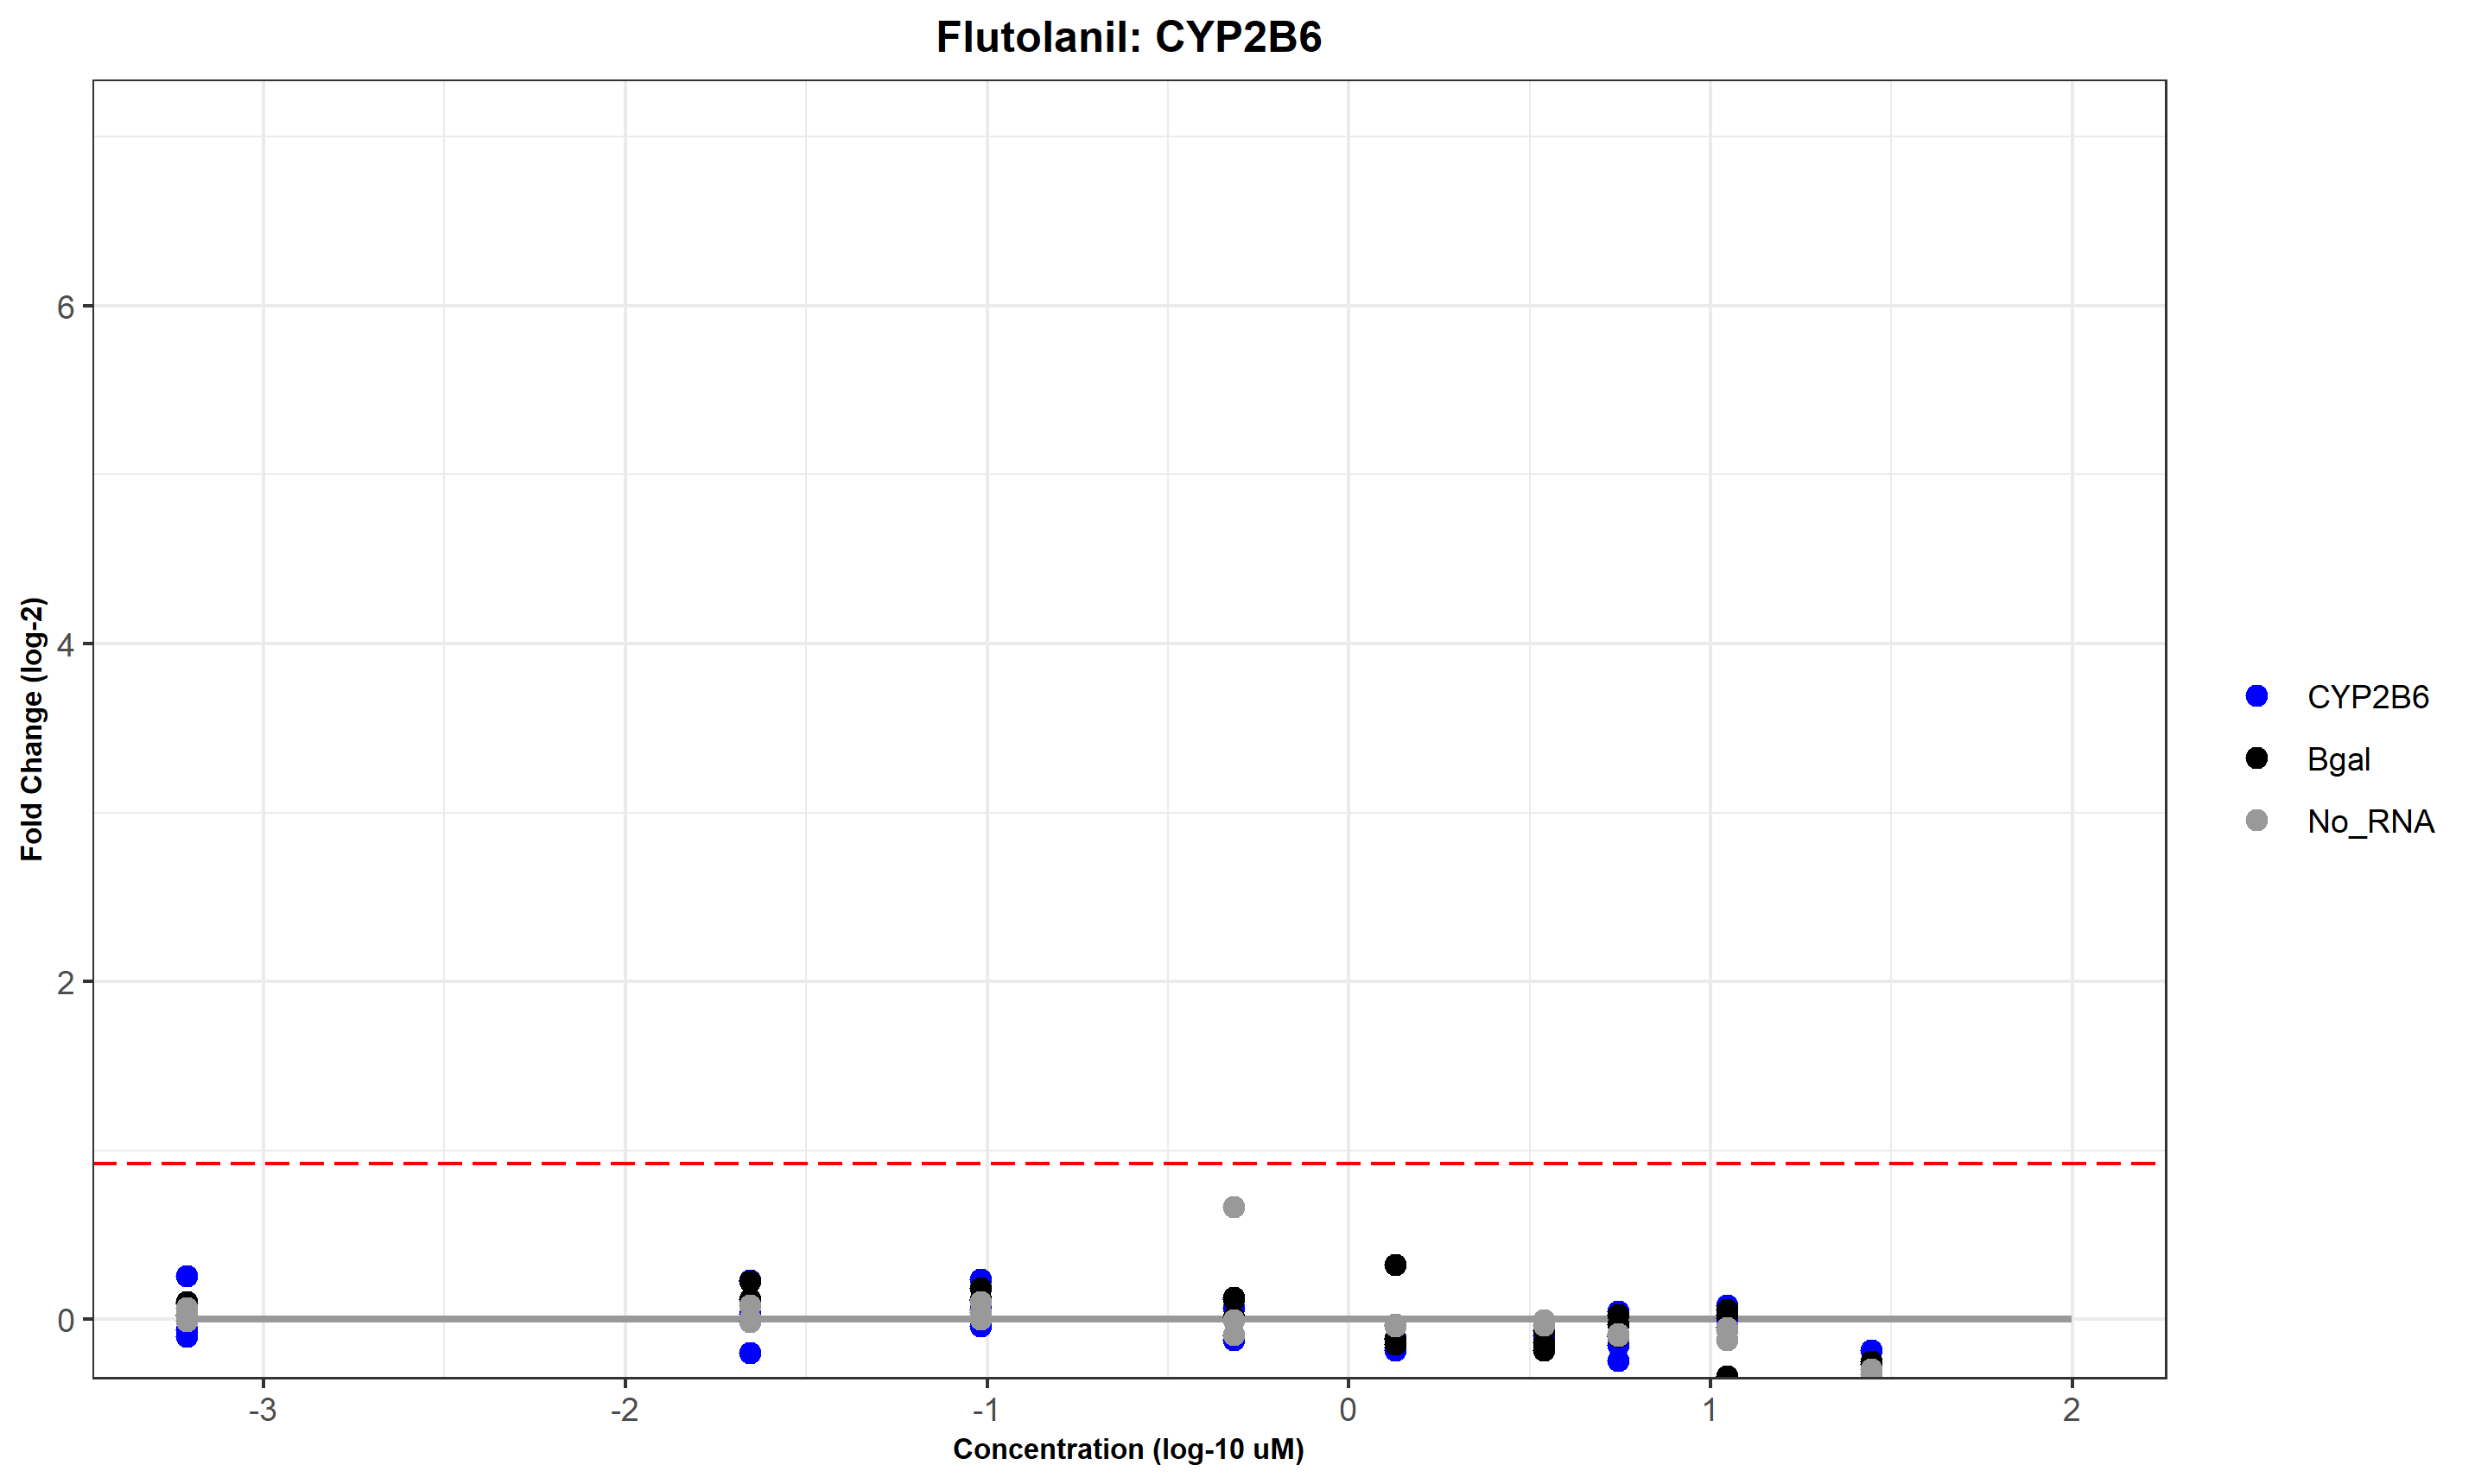 Flutolanil: CYP2B6
Fold Change (log-2)
6
4
2
0
-3
-2
-1
0
1
2
Concentration (log-10 uM)
CYP2B6
Bgal
No_RNA